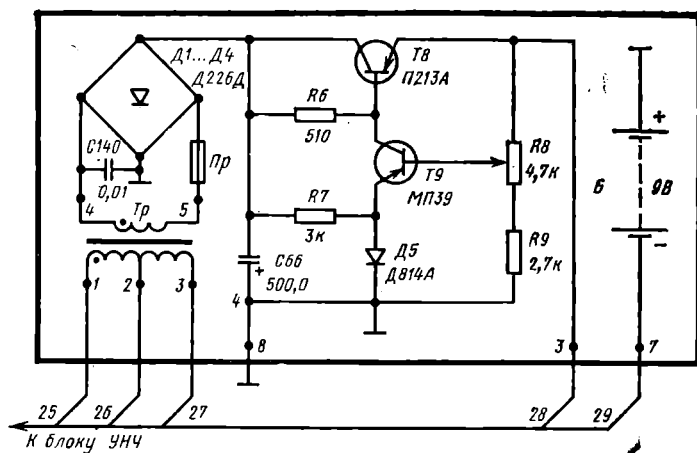 Д1...Д4
Д226Д
C140
0,01
Пр
4
Тр
5
1
2
3
R6
510
R7
3к
C66
+
500,0
4
8
Т8
П213А
Т9
МП39
Д5
Д814А
R8
4,7к
R9
2,7к
Б
+
9В
−
3
7
25
26
27
28
29
К блоку УНЧ